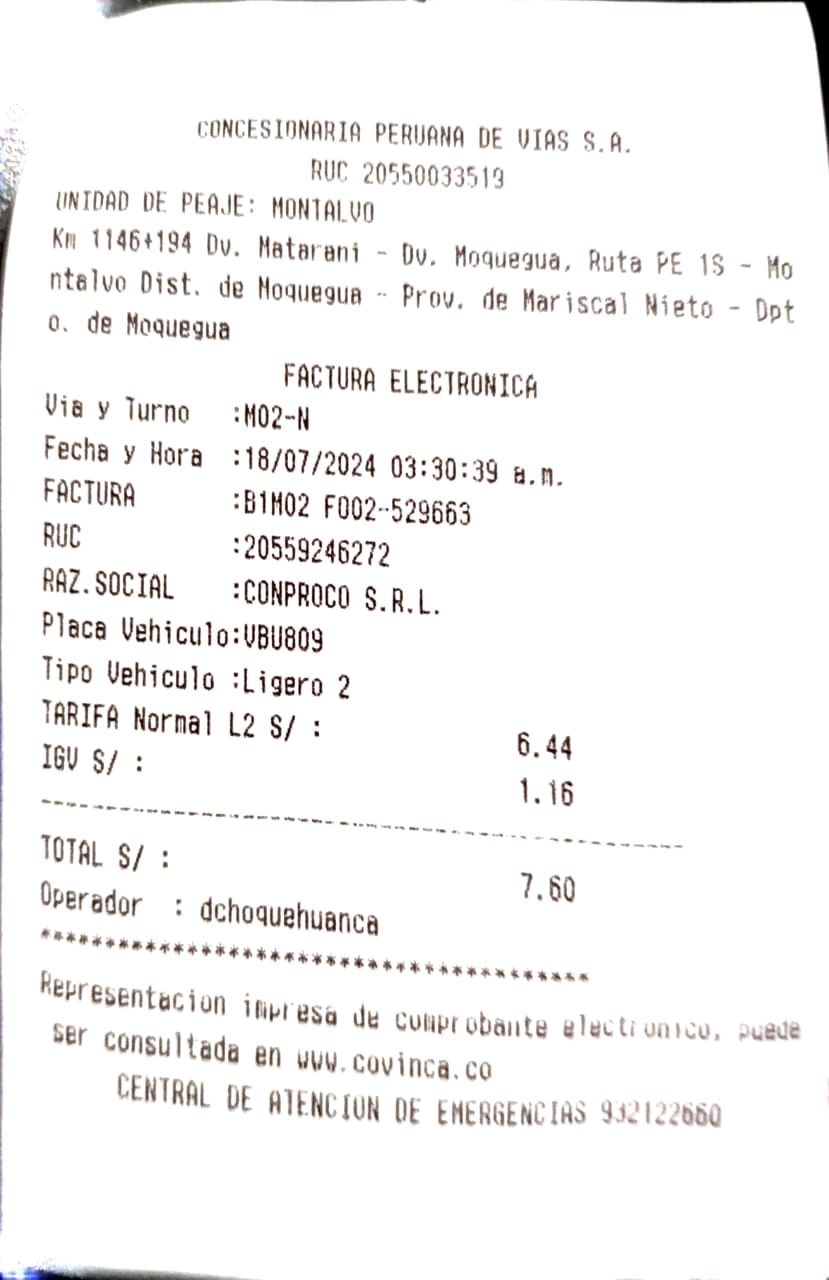 CONCESIONARIA PERUANA DE VIAS S.A.
RUC 20550033519
UNIDAD DE PEAJE: MONTALVO
Km 1146+194 Dv. Matarani - Dv. Moquegua, Ruta PE 1S - Mo
ntalvo Dist. de Moquegua - Prov. de Mariscal Nieto - Dpt
o. de Moquegua
FACTURA ELECTRONICA
Via y Turno :M02-N
Fecha y Hora :18/07/2024 03:30:39 a.m.
FACTURA :B1M02 F002-529663
RUC :20559246272
RAZ.SOCIAL :CONPROCO S.R.L.
Placa Vehiculo:VBU809
Tipo Vehiculo :Ligero 2
TARIFA Normal L2 S/ : 6.44
IGV S/ : 1.16
--------------------------------------------------
TOTAL S/ : 7.60
Operador : dchoquehuanca
******************************************
Representacion impresa de comprobante electronico, puede
ser consultada en www.covinca.co
CENTRAL DE ATENCION DE EMERGENCIAS 932122660